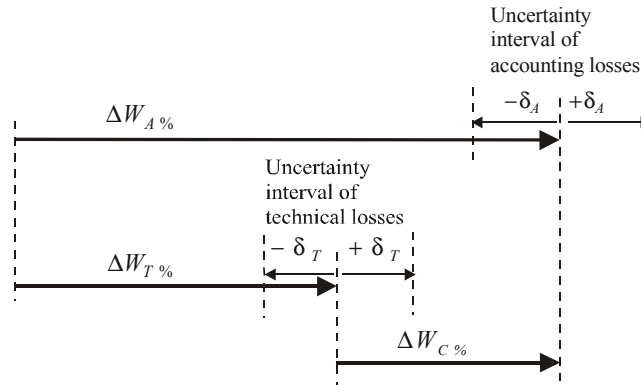 Uncertainty
interval of
accounting losses
−δ_A +δ_A
ΔW_A %
Uncertainty
interval of
technical losses
− δ_T + δ_T
ΔW_T %
ΔW_C %